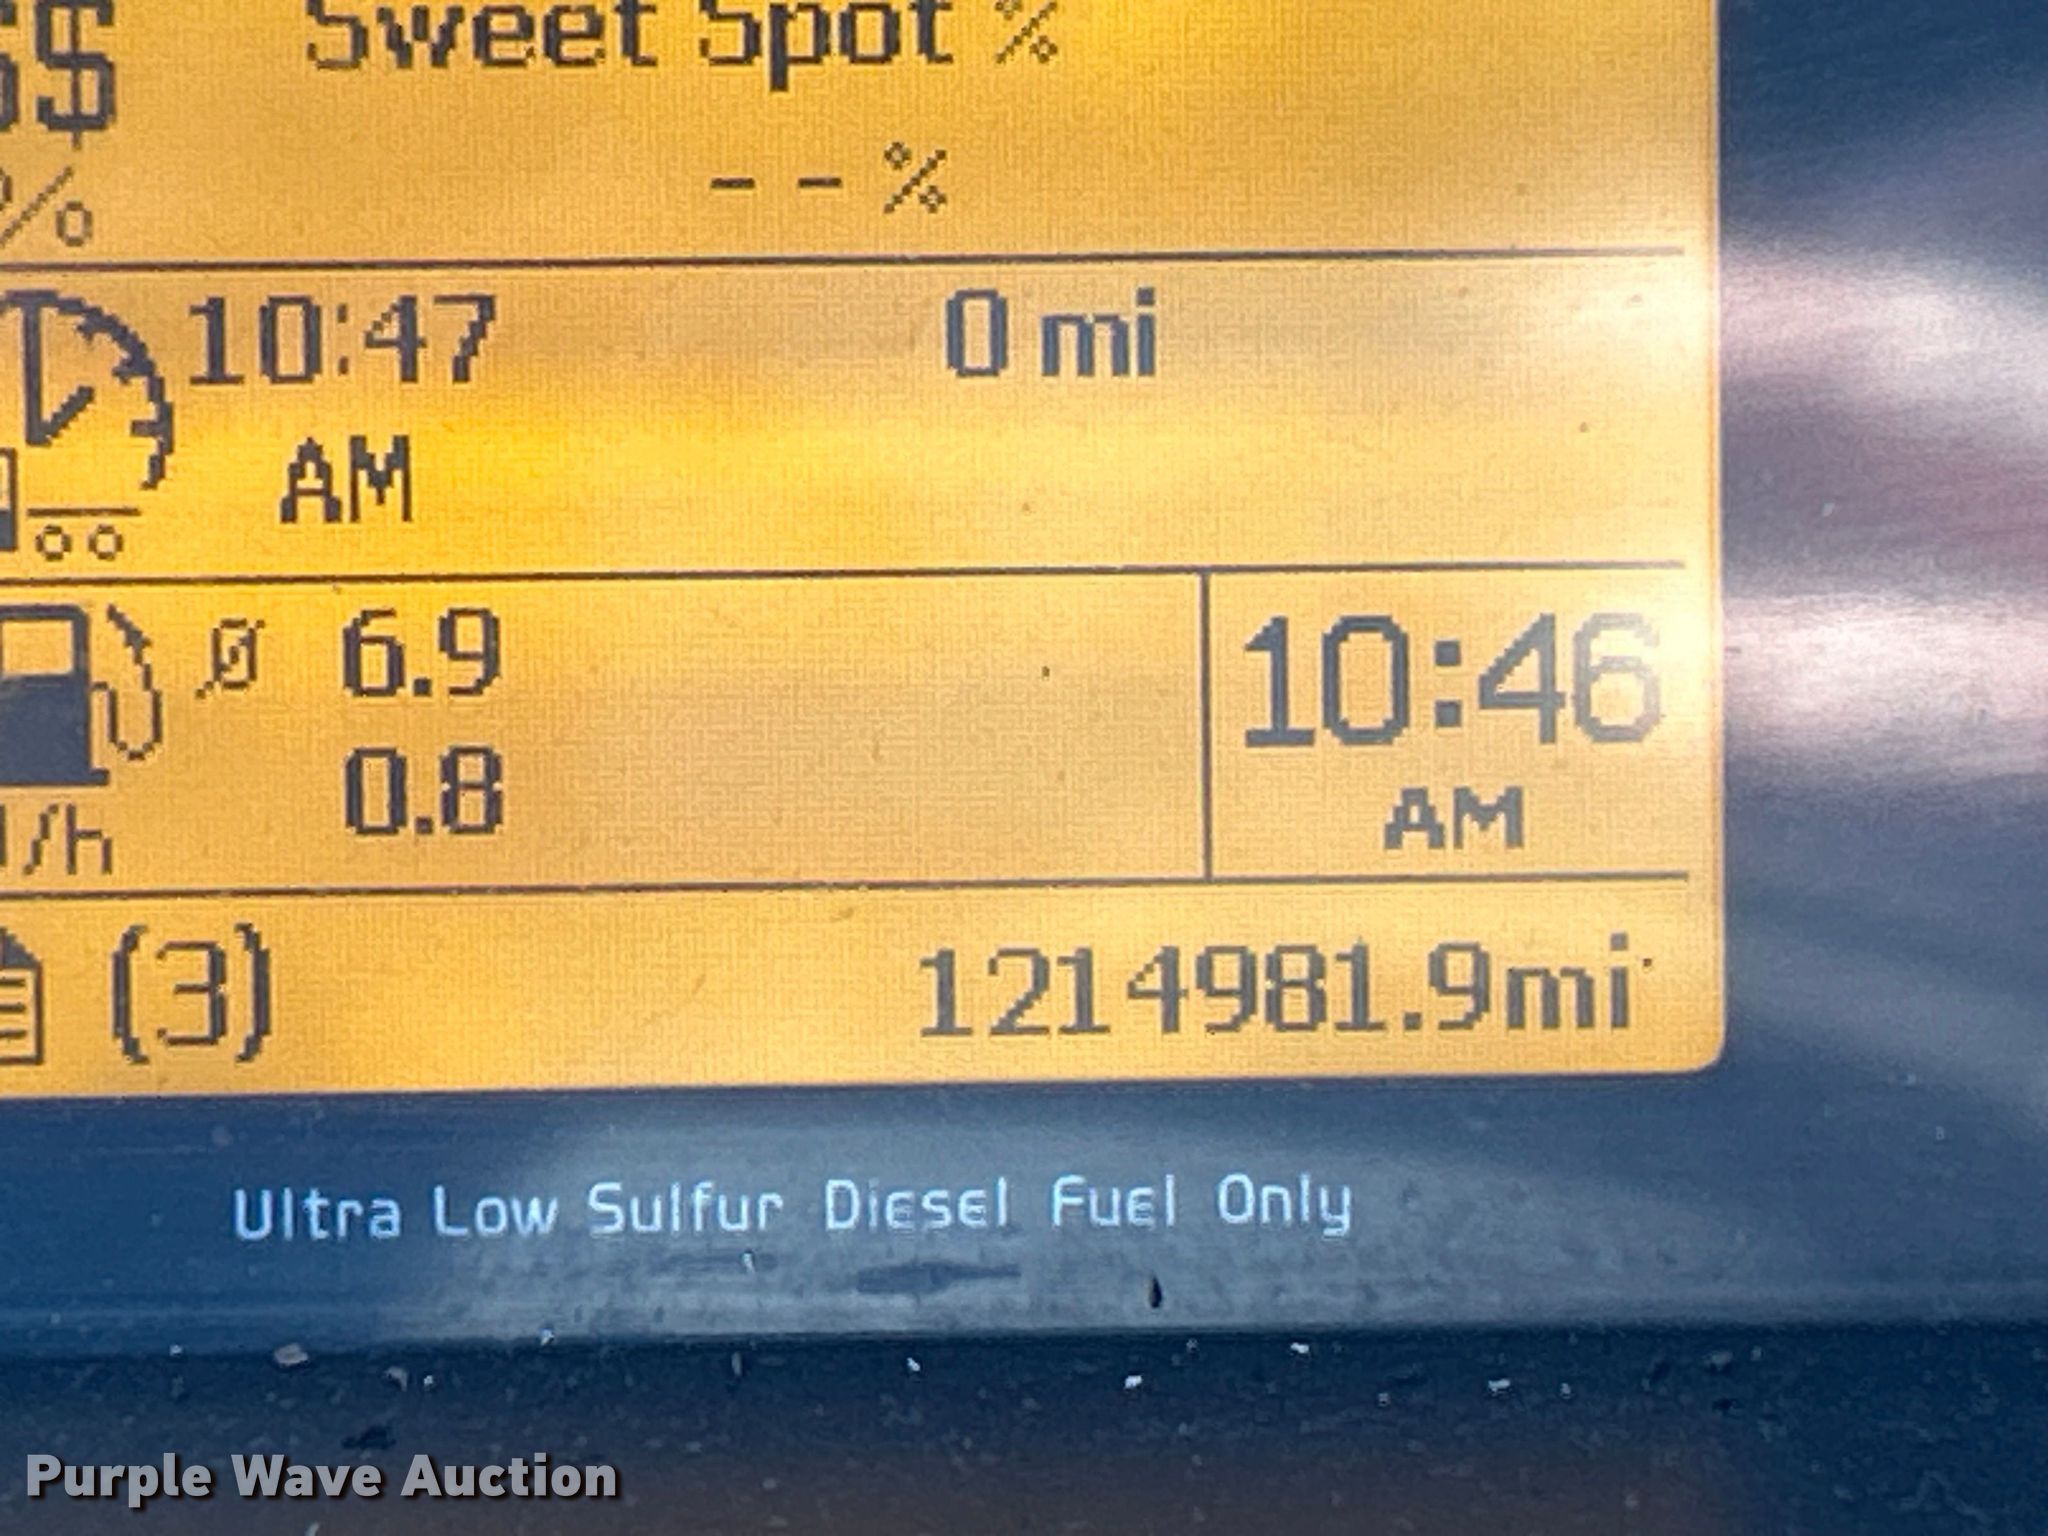 Sweet Spot %
$
-- %
%
10:47 0 mi
AM
Ø 6.9 10:46
0.8
AM
/h
(3) 1214981.9mi
Ultra Low Sulfur Diesel Fuel Only
Purple Wave Auction